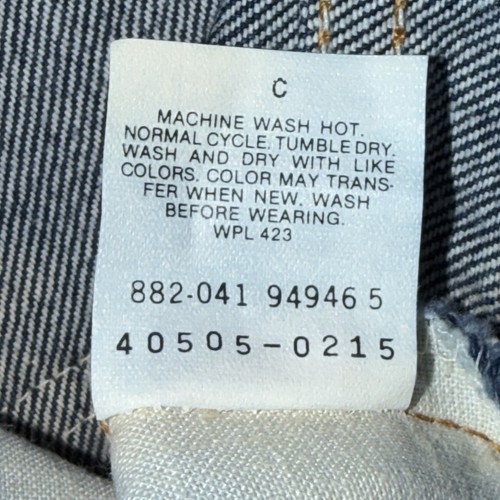 C
MACHINE WASH HOT.
NORMAL CYCLE. TUMBLE DRY.
WASH AND DRY WITH LIKE
COLORS. COLOR MAY TRANS-
FER WHEN NEW. WASH
BEFORE WEARING.
WPL 423
882-041 94946 5
40505-0215